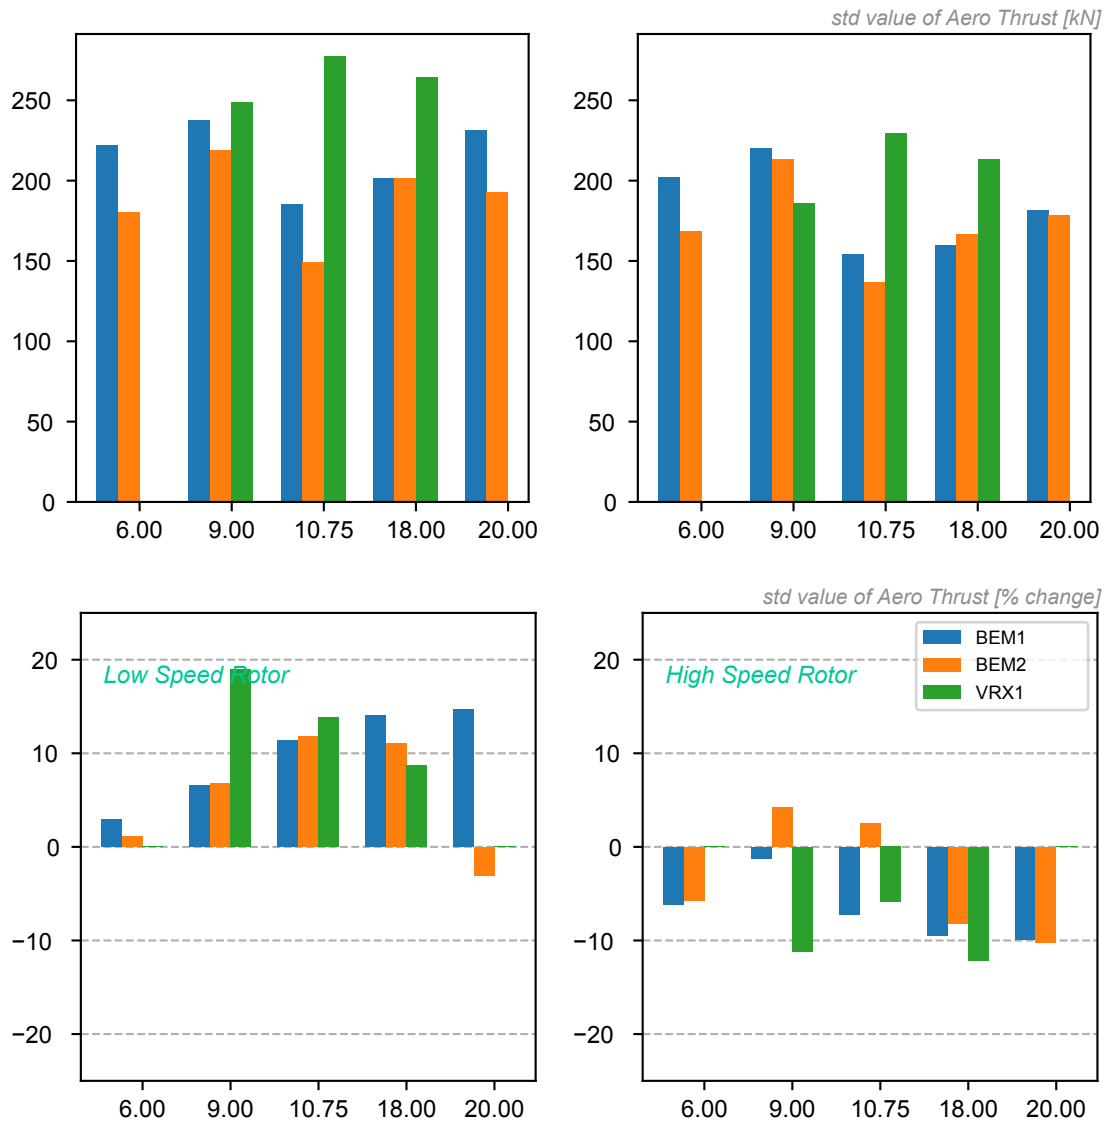 std value of Aero Thrust [kN]
250
200
150
100
50
0
6.00 9.00 10.75 18.00 20.00
250
200
150
100
50
0
6.00 9.00 10.75 18.00 20.00
std value of Aero Thrust [% change]
Low Speed Rotor
20
10
0
−10
−20
6.00 9.00 10.75 18.00 20.00
High Speed Rotor
BEM1
BEM2
VRX1
20
10
0
−10
−20
6.00 9.00 10.75 18.00 20.00